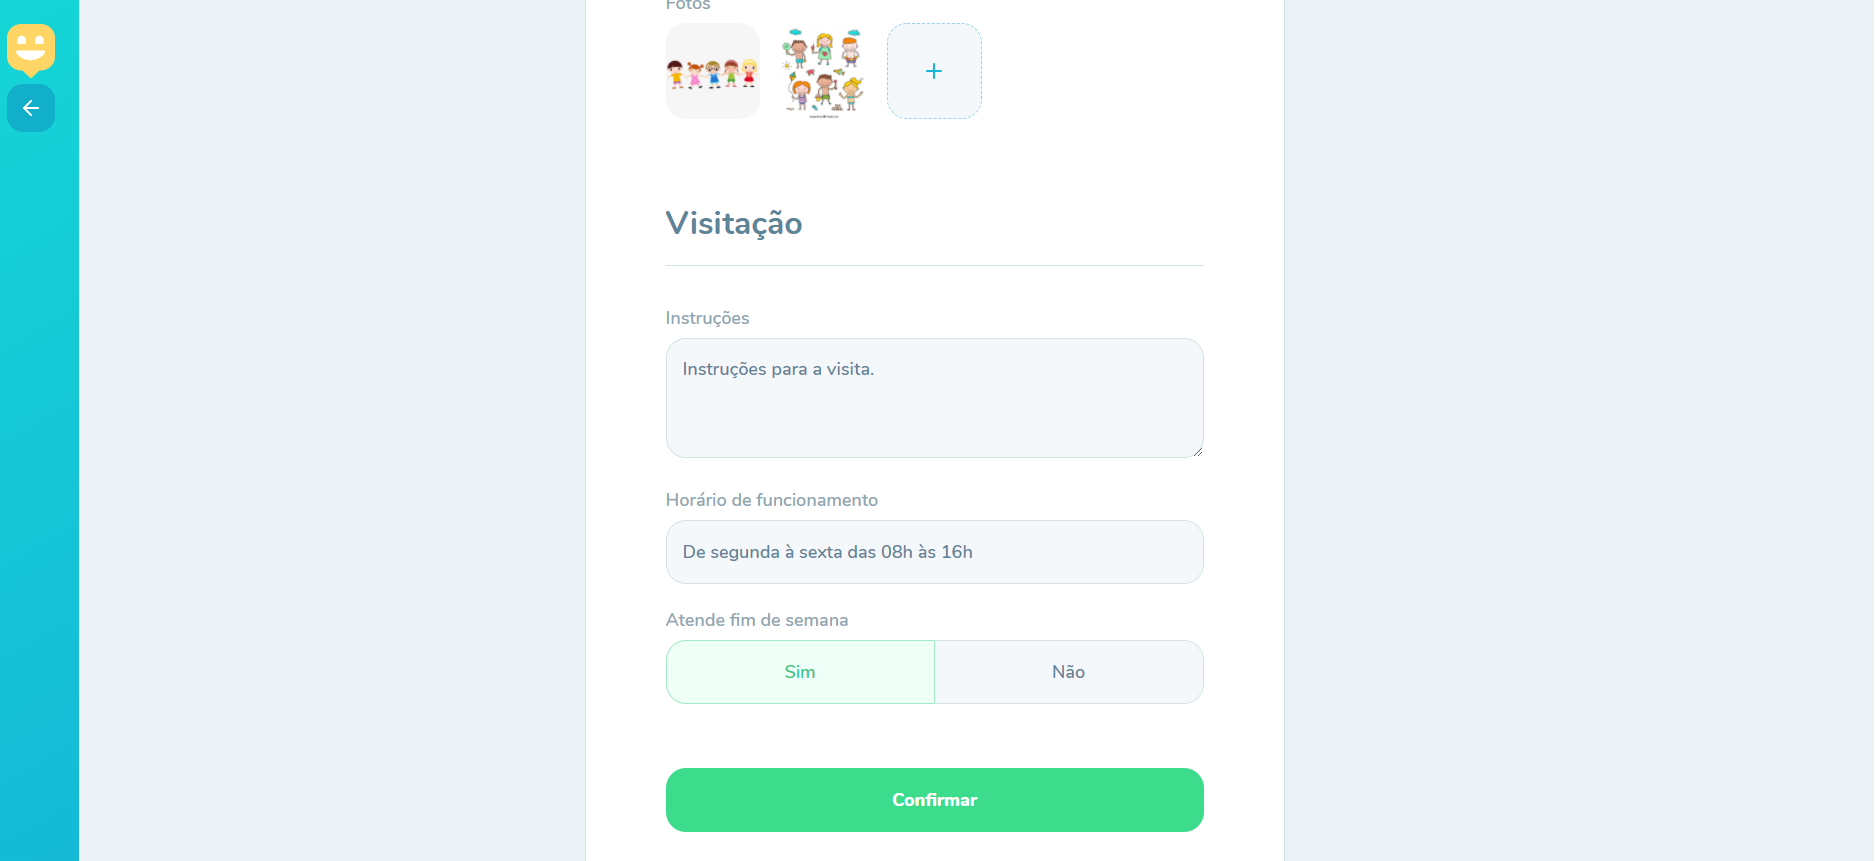 Fotos
Visitação
Instruções
Instruções para a visita.
Horário de funcionamento
De segunda à sexta das 08h às 16h
Atende fim de semana
Sim
Não
Confirmar